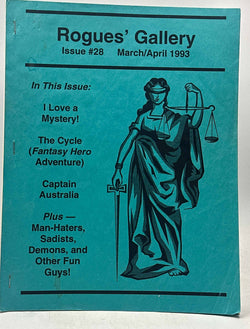 Rogues' Gallery
Issue #28 March/April 1993
In This Issue:
I Love a
Mystery!
The Cycle
(Fantasy Hero
Adventure)
Captain
Australia
Plus —
Man-Haters,
Sadists,
Demons, and
Other Fun
Guys!